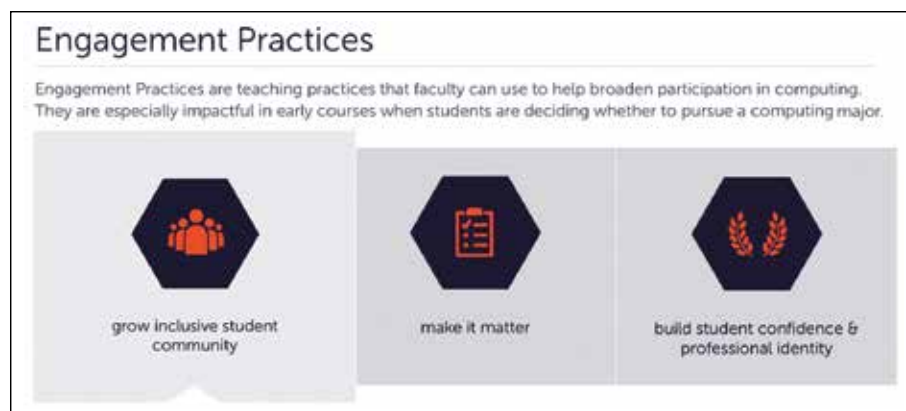 Engagement Practices
Engagement Practices are teaching practices that faculty can use to help broaden participation in computing.
They are especially impactful in early courses when students are deciding whether to pursue a computing major.
grow inclusive student
community
make it matter
build student confidence &
professional identity